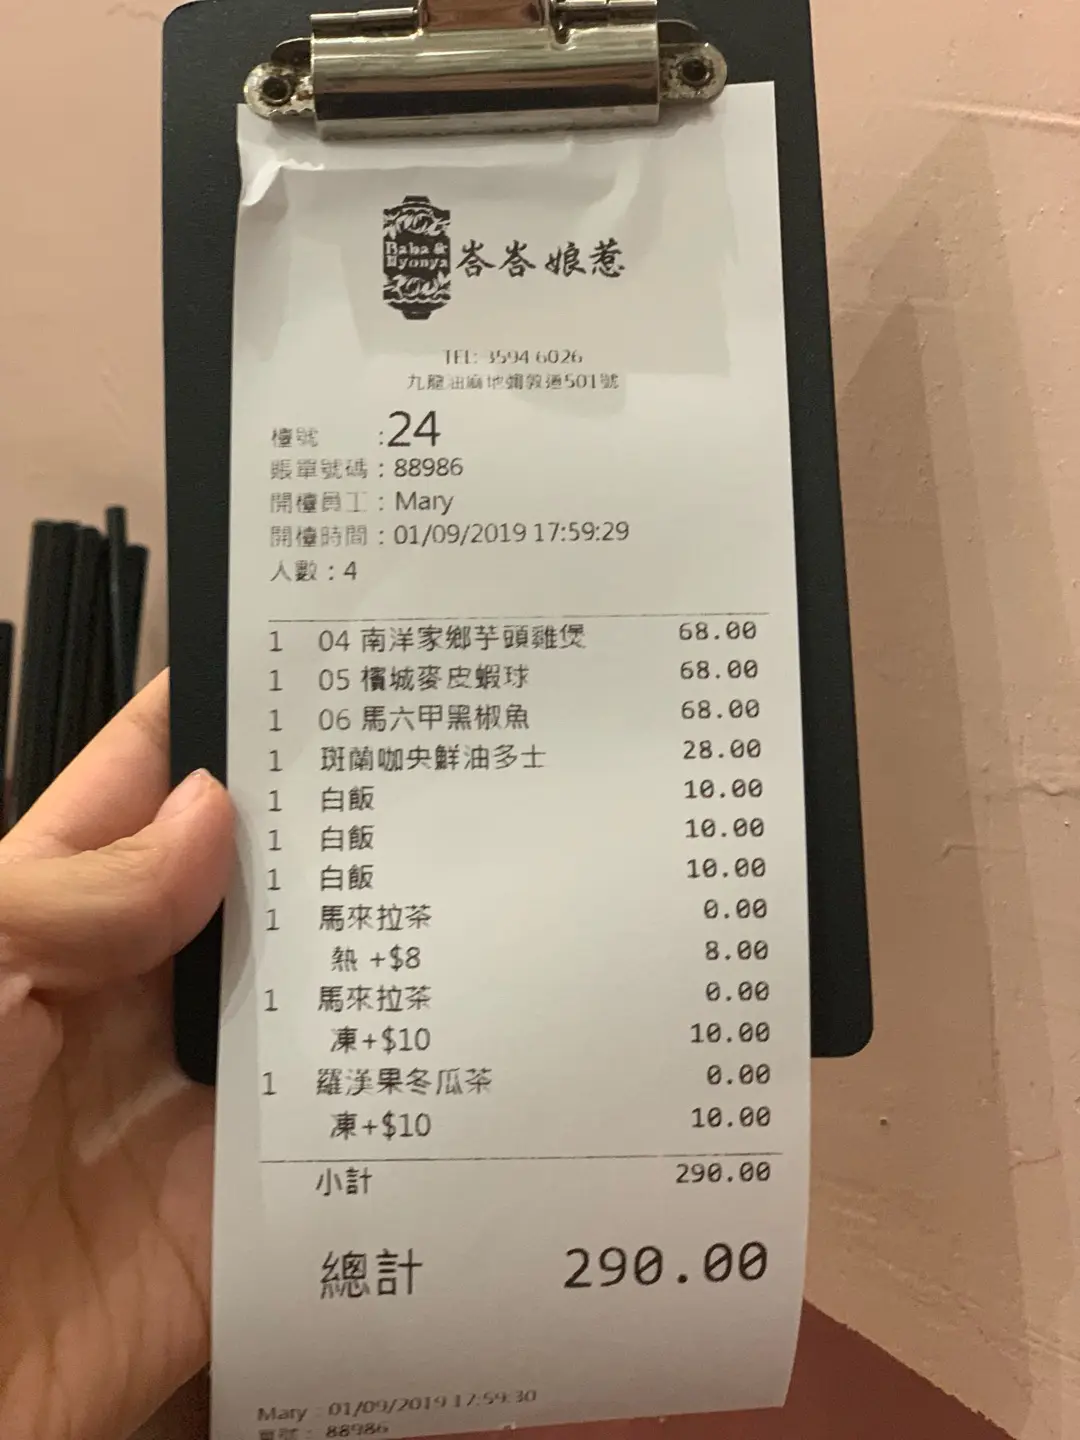 Baba &
Nyonya
峇峇娘惹
TEL: 3594 6026
九龍油麻地彌敦道501號
檯號 :24
賬單號碼 : 88986
開檯員工 : Mary
開檯時間 : 01/09/2019 17:59:29
人數 : 4
1 04 南洋家鄉芋頭雞煲 68.00
1 05 檳城麥皮蝦球 68.00
1 06 馬六甲黑椒魚 68.00
1 斑蘭咖央鮮油多士 28.00
1 白飯 10.00
1 白飯 10.00
1 白飯 10.00
1 馬來拉茶 0.00
熱 +$8 8.00
1 馬來拉茶 0.00
凍+$10 10.00
1 羅漢果冬瓜茶 0.00
凍+$10 10.00
小計 290.00
總計 290.00
Mary : 01/09/2019 17:59:30
單號 : 88986